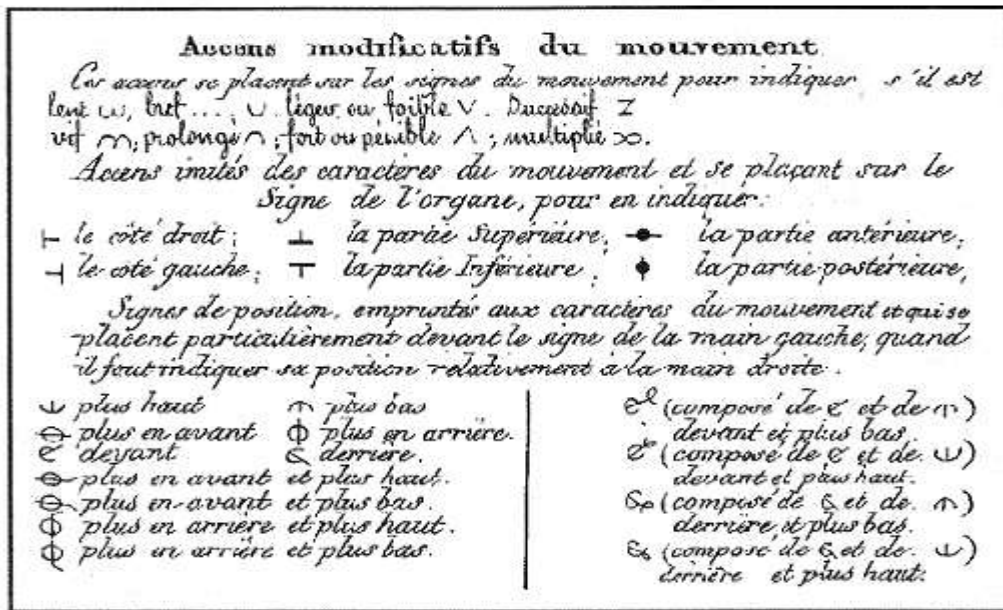 Accens modificatifs du mouvement
Ces accens se placent sur les signes du mouvement pour indiquer s'il est
lent ω, bref .... ∪. léger ou foible ∨. Successif Z
vif m; prolongé ∩; fort ou penible ∧; multiplié ∞.
Accens imités des caractères du mouvement et se plaçant sur le
Signe de l'organe, pour en indiquer:
⊢ le côté droit; ⊥ la partie Supérieure; la partie antérieure;
⊣ le côté gauche; ⊤ la partie Inférieure; la partie postérieure,
Signes de position, empruntés aux caractères du mouvement et qui se
placent particulièrement devant le signe de la main gauche, quand
il faut indiquer sa position relativement à la main droite.
plus haut plus bas
plus en avant plus en arrière.
devant derrière.
plus en avant et plus haut.
plus en avant et plus bas.
plus en arrière et plus haut.
plus en arrière et plus bas.
(composé de et de )
devant et plus bas.
(composé de et de )
devant et plus haut.
(composé de et de )
derrière, et plus bas.
(composé de et de )
derrière et plus haut.